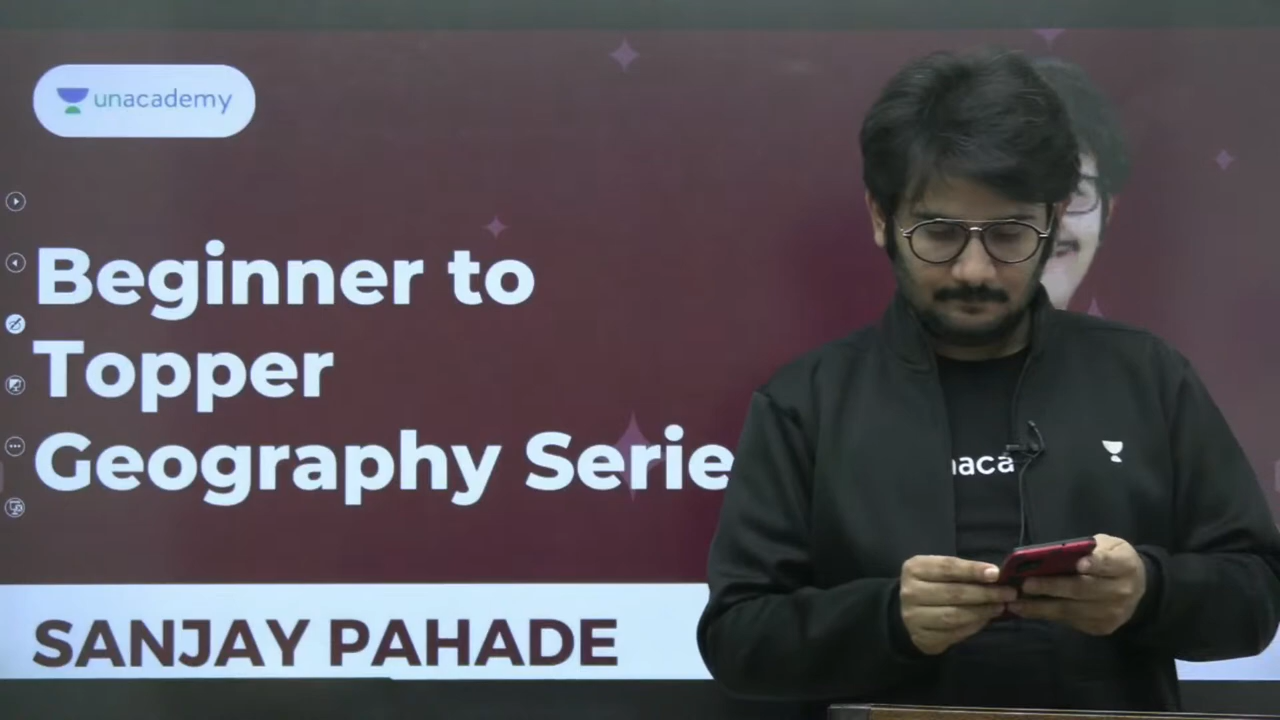 unacademy
Beginner to
Topper
Geography Serie
naca
SANJAY PAHADE